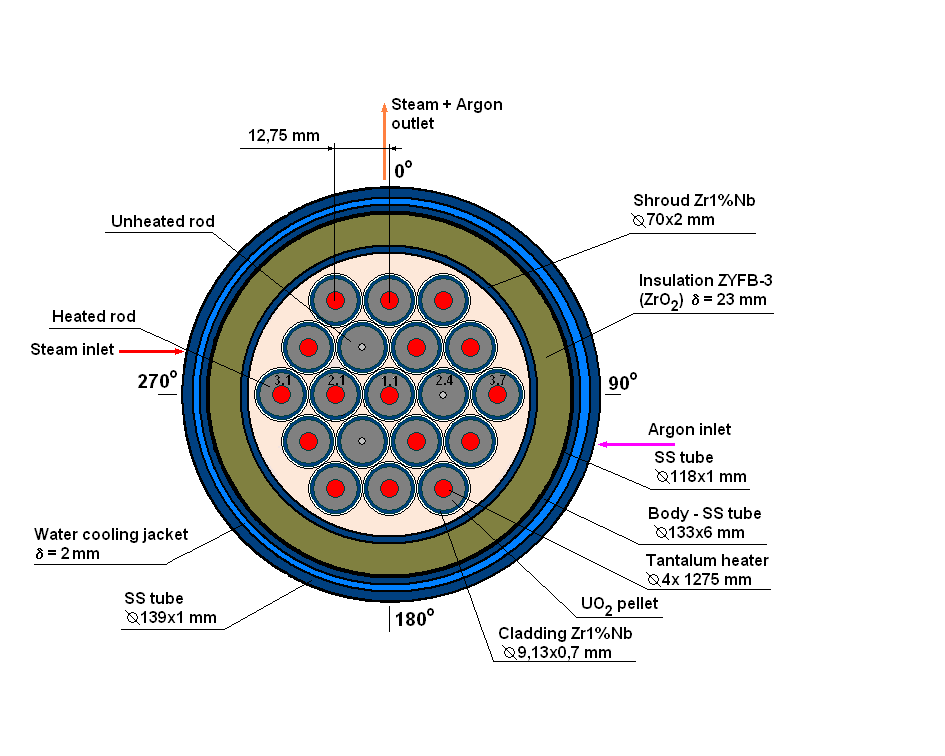 Steam + Argon
outlet
12,75 mm
0°
Unheated rod
Shroud Zr1%Nb
∅70x2 mm
Insulation ZYFB-3
(ZrO2) δ = 23 mm
Heated rod
Steam inlet
270°
3.1 2.1 1.1 2.4 3.7
90°
Argon inlet
SS tube
∅118x1 mm
Body - SS tube
∅133x6 mm
Water cooling jacket
δ = 2 mm
Tantalum heater
∅4x 1275 mm
SS tube
∅139x1 mm
UO2 pellet
180°
Cladding Zr1%Nb
∅9,13x0,7 mm